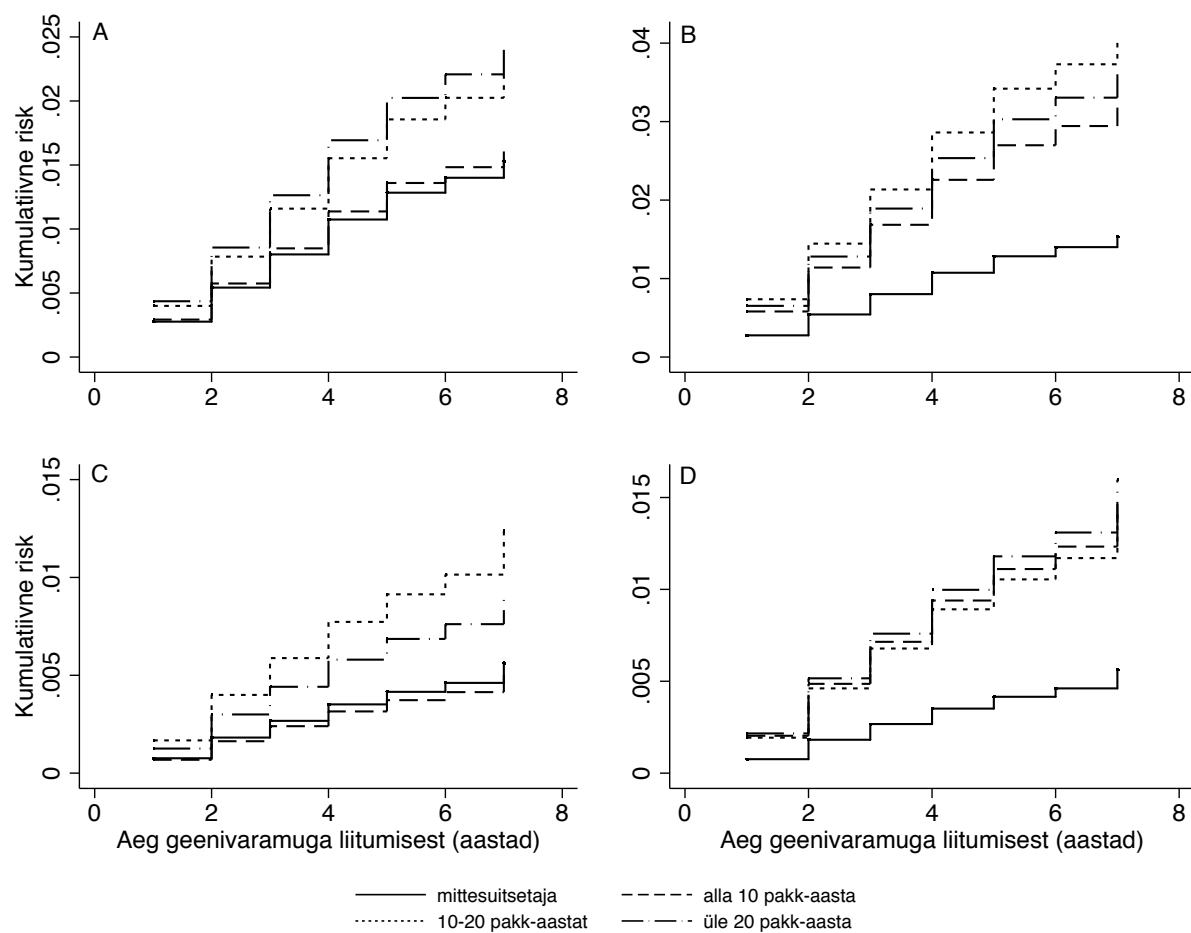 A
Kumulatiivne risk
0 .005 .01 .015 .02 .025
0 2 4 6 8
B
0 .01 .02 .03 .04
0 2 4 6 8
C
Kumulatiivne risk
0 .005 .01 .015
0 2 4 6 8
Aeg geenivaramuga liitumisest (aastad)
D
0 .005 .01 .015
0 2 4 6 8
Aeg geenivaramuga liitumisest (aastad)
mittesuitsetaja alla 10 pakk-aasta
10-20 pakk-aastat üle 20 pakk-aasta